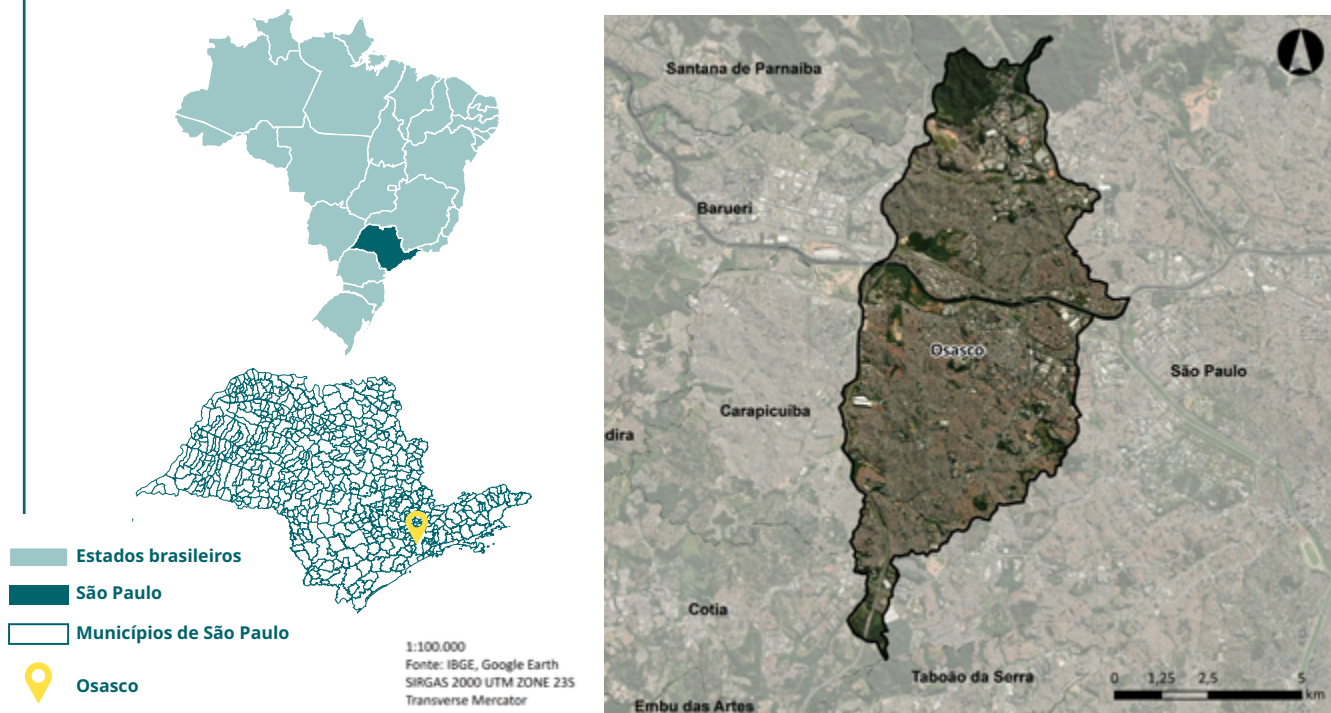 Estados brasileiros
São Paulo
Municípios de São Paulo
Osasco
1:100.000
Fonte: IBGE, Google Earth
SIRGAS 2000 UTM ZONE 23S
Transverse Mercator
Santana de Parnaíba
Barueri
Osasco
São Paulo
Carapicuíba
dira
Cotia
Taboão da Serra
Embu das Artes
0 1,25 2,5 5
km